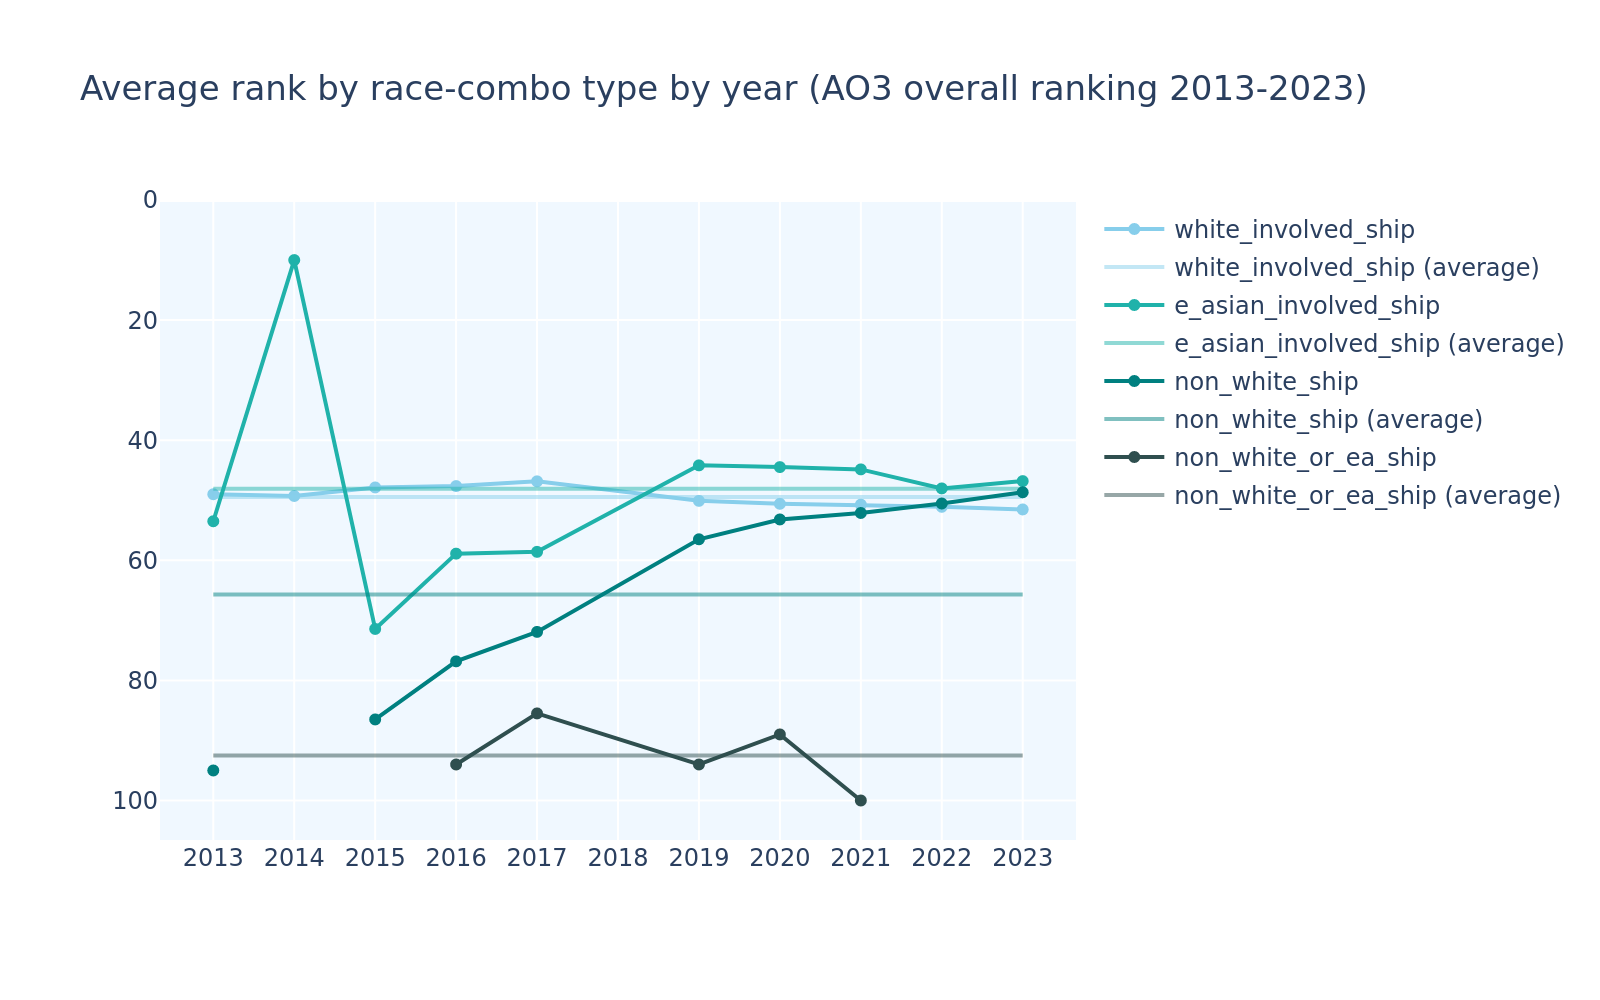 Average rank by race-combo type by year (AO3 overall ranking 2013-2023)
0
20
40
60
80
100
2013 2014 2015 2016 2017 2018 2019 2020 2021 2022 2023
white_involved_ship
white_involved_ship (average)
e_asian_involved_ship
e_asian_involved_ship (average)
non_white_ship
non_white_ship (average)
non_white_or_ea_ship
non_white_or_ea_ship (average)